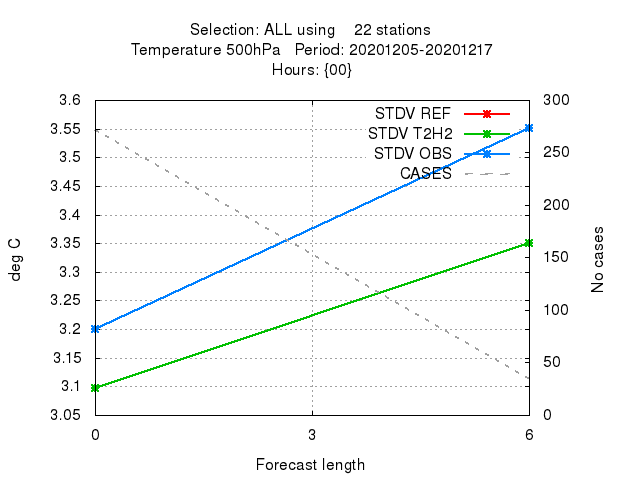 Selection: ALL using    22 stations
Temperature 500hPa   Period: 20201205-20201217
Hours: {00}
3.6
3.55
3.5
3.45
3.4
3.35
3.3
3.25
3.2
3.15
3.1
3.05
deg C
STDV REF
STDV T2H2
STDV OBS
CASES
300
250
200
150
100
50
0
No cases
0 3 6
Forecast length